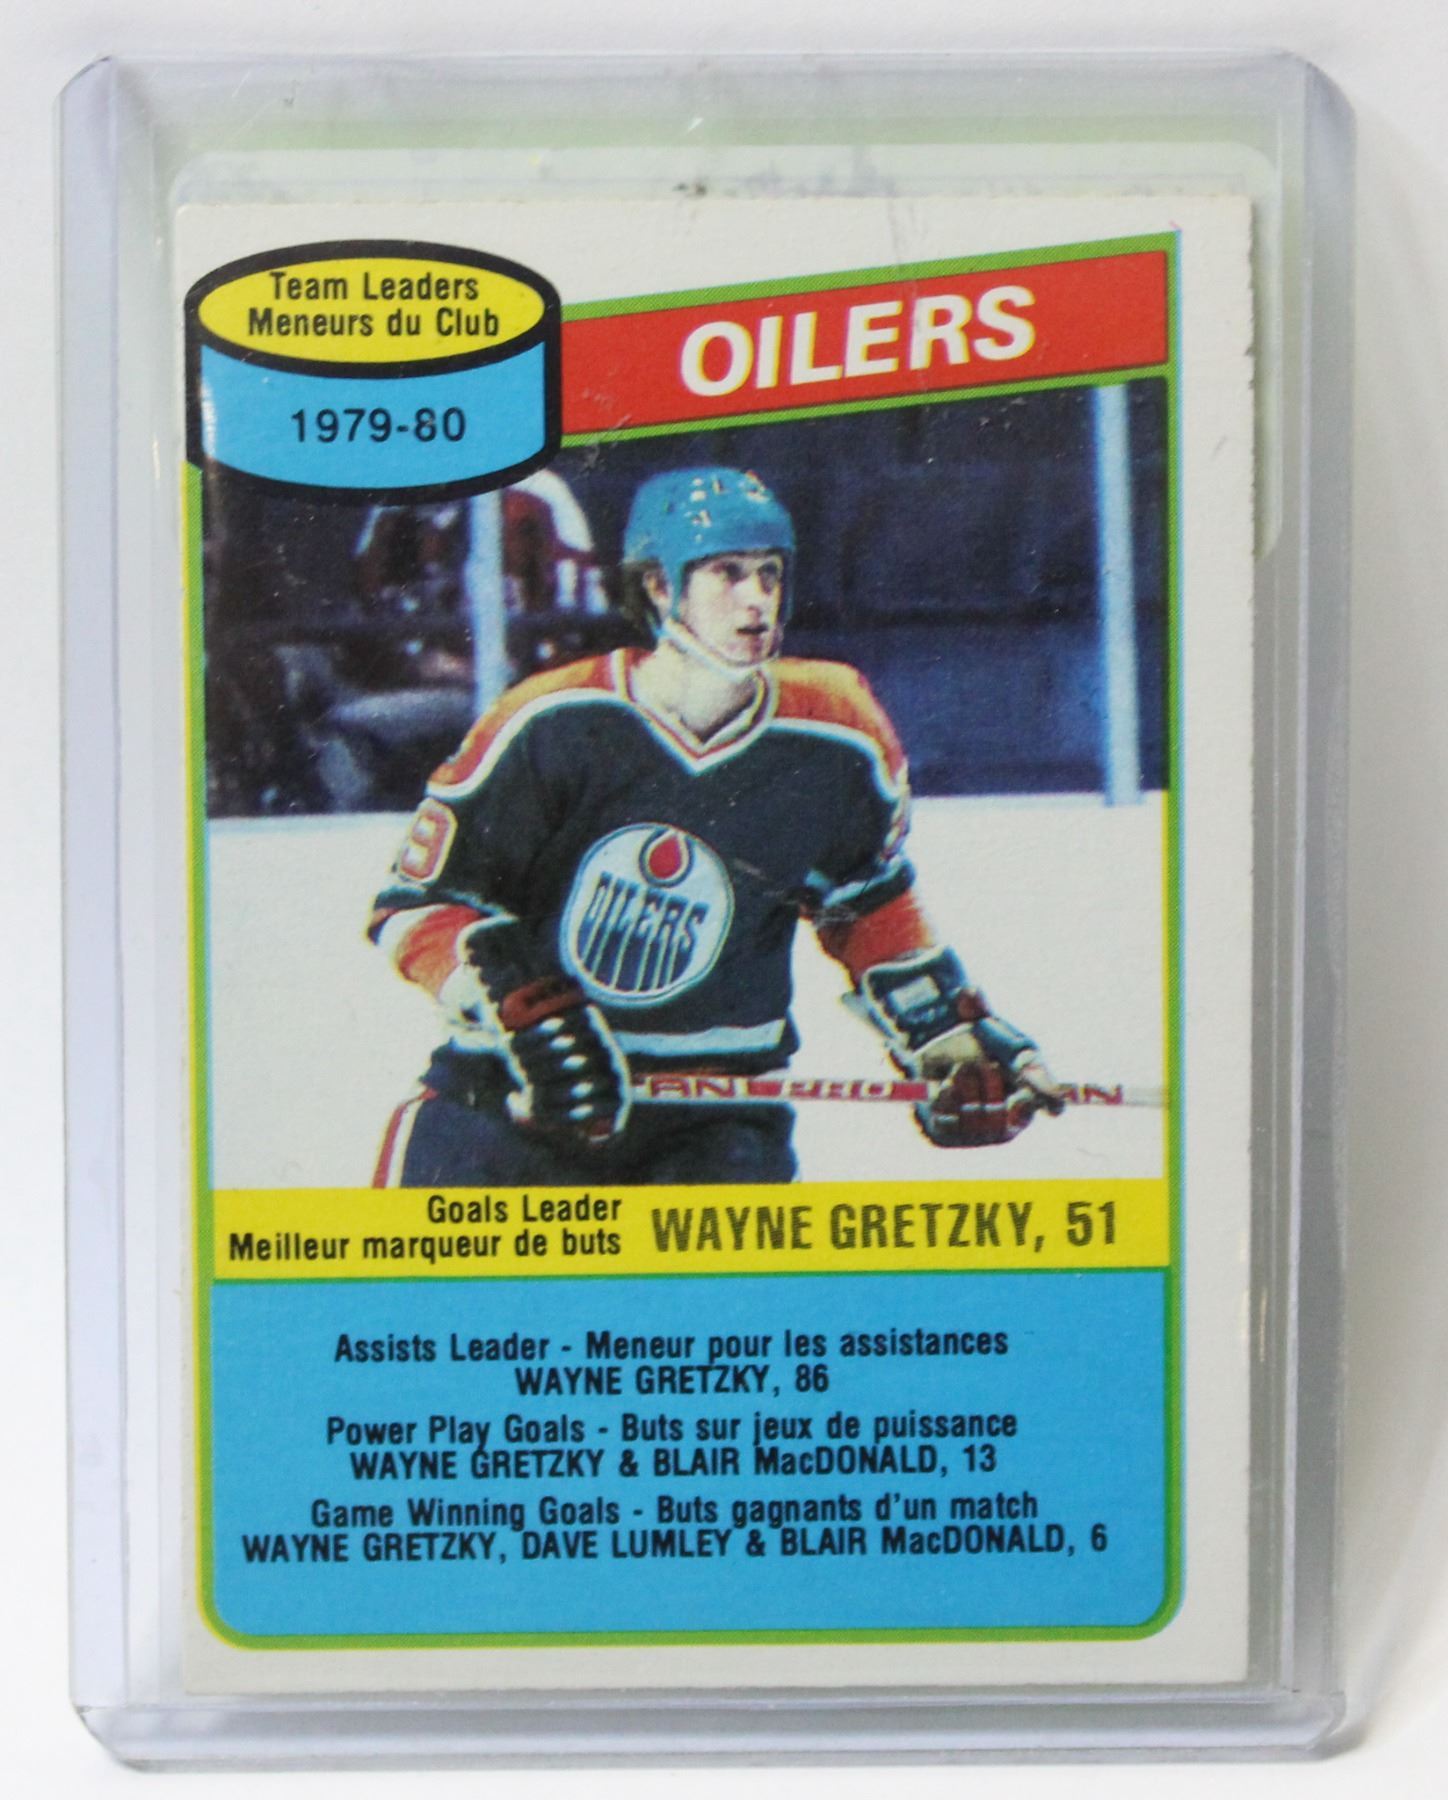 Team Leaders
Meneurs du Club
1979-80
OILERS
9
OILERS
Goals Leader
Meilleur marqueur de buts
WAYNE GRETZKY, 51
Assists Leader - Meneur pour les assistances
WAYNE GRETZKY, 86
Power Play Goals - Buts sur jeux de puissance
WAYNE GRETZKY & BLAIR MacDONALD, 13
Game Winning Goals - Buts gagnants d'un match
WAYNE GRETZKY, DAVE LUMLEY & BLAIR MacDONALD, 6